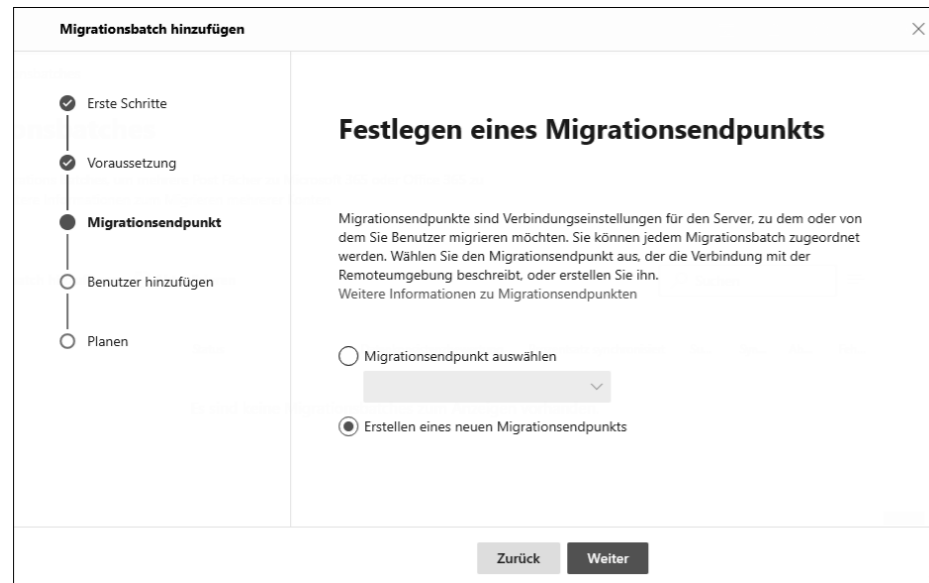 Migrationsbatch hinzufügen
Erste Schritte
Voraussetzung
Migrationsendpunkt
Benutzer hinzufügen
Planen
Festlegen eines Migrationsendpunkts
Migrationsendpunkte sind Verbindungseinstellungen für den Server, zu dem oder von
dem Sie Benutzer migrieren möchten. Sie können jedem Migrationsbatch zugeordnet
werden. Wählen Sie den Migrationsendpunkt aus, der die Verbindung mit der
Remoteumgebung beschreibt, oder erstellen Sie ihn.
Weitere Informationen zu Migrationsendpunkten
Migrationsendpunkt auswählen
Erstellen eines neuen Migrationsendpunkts
Zurück
Weiter